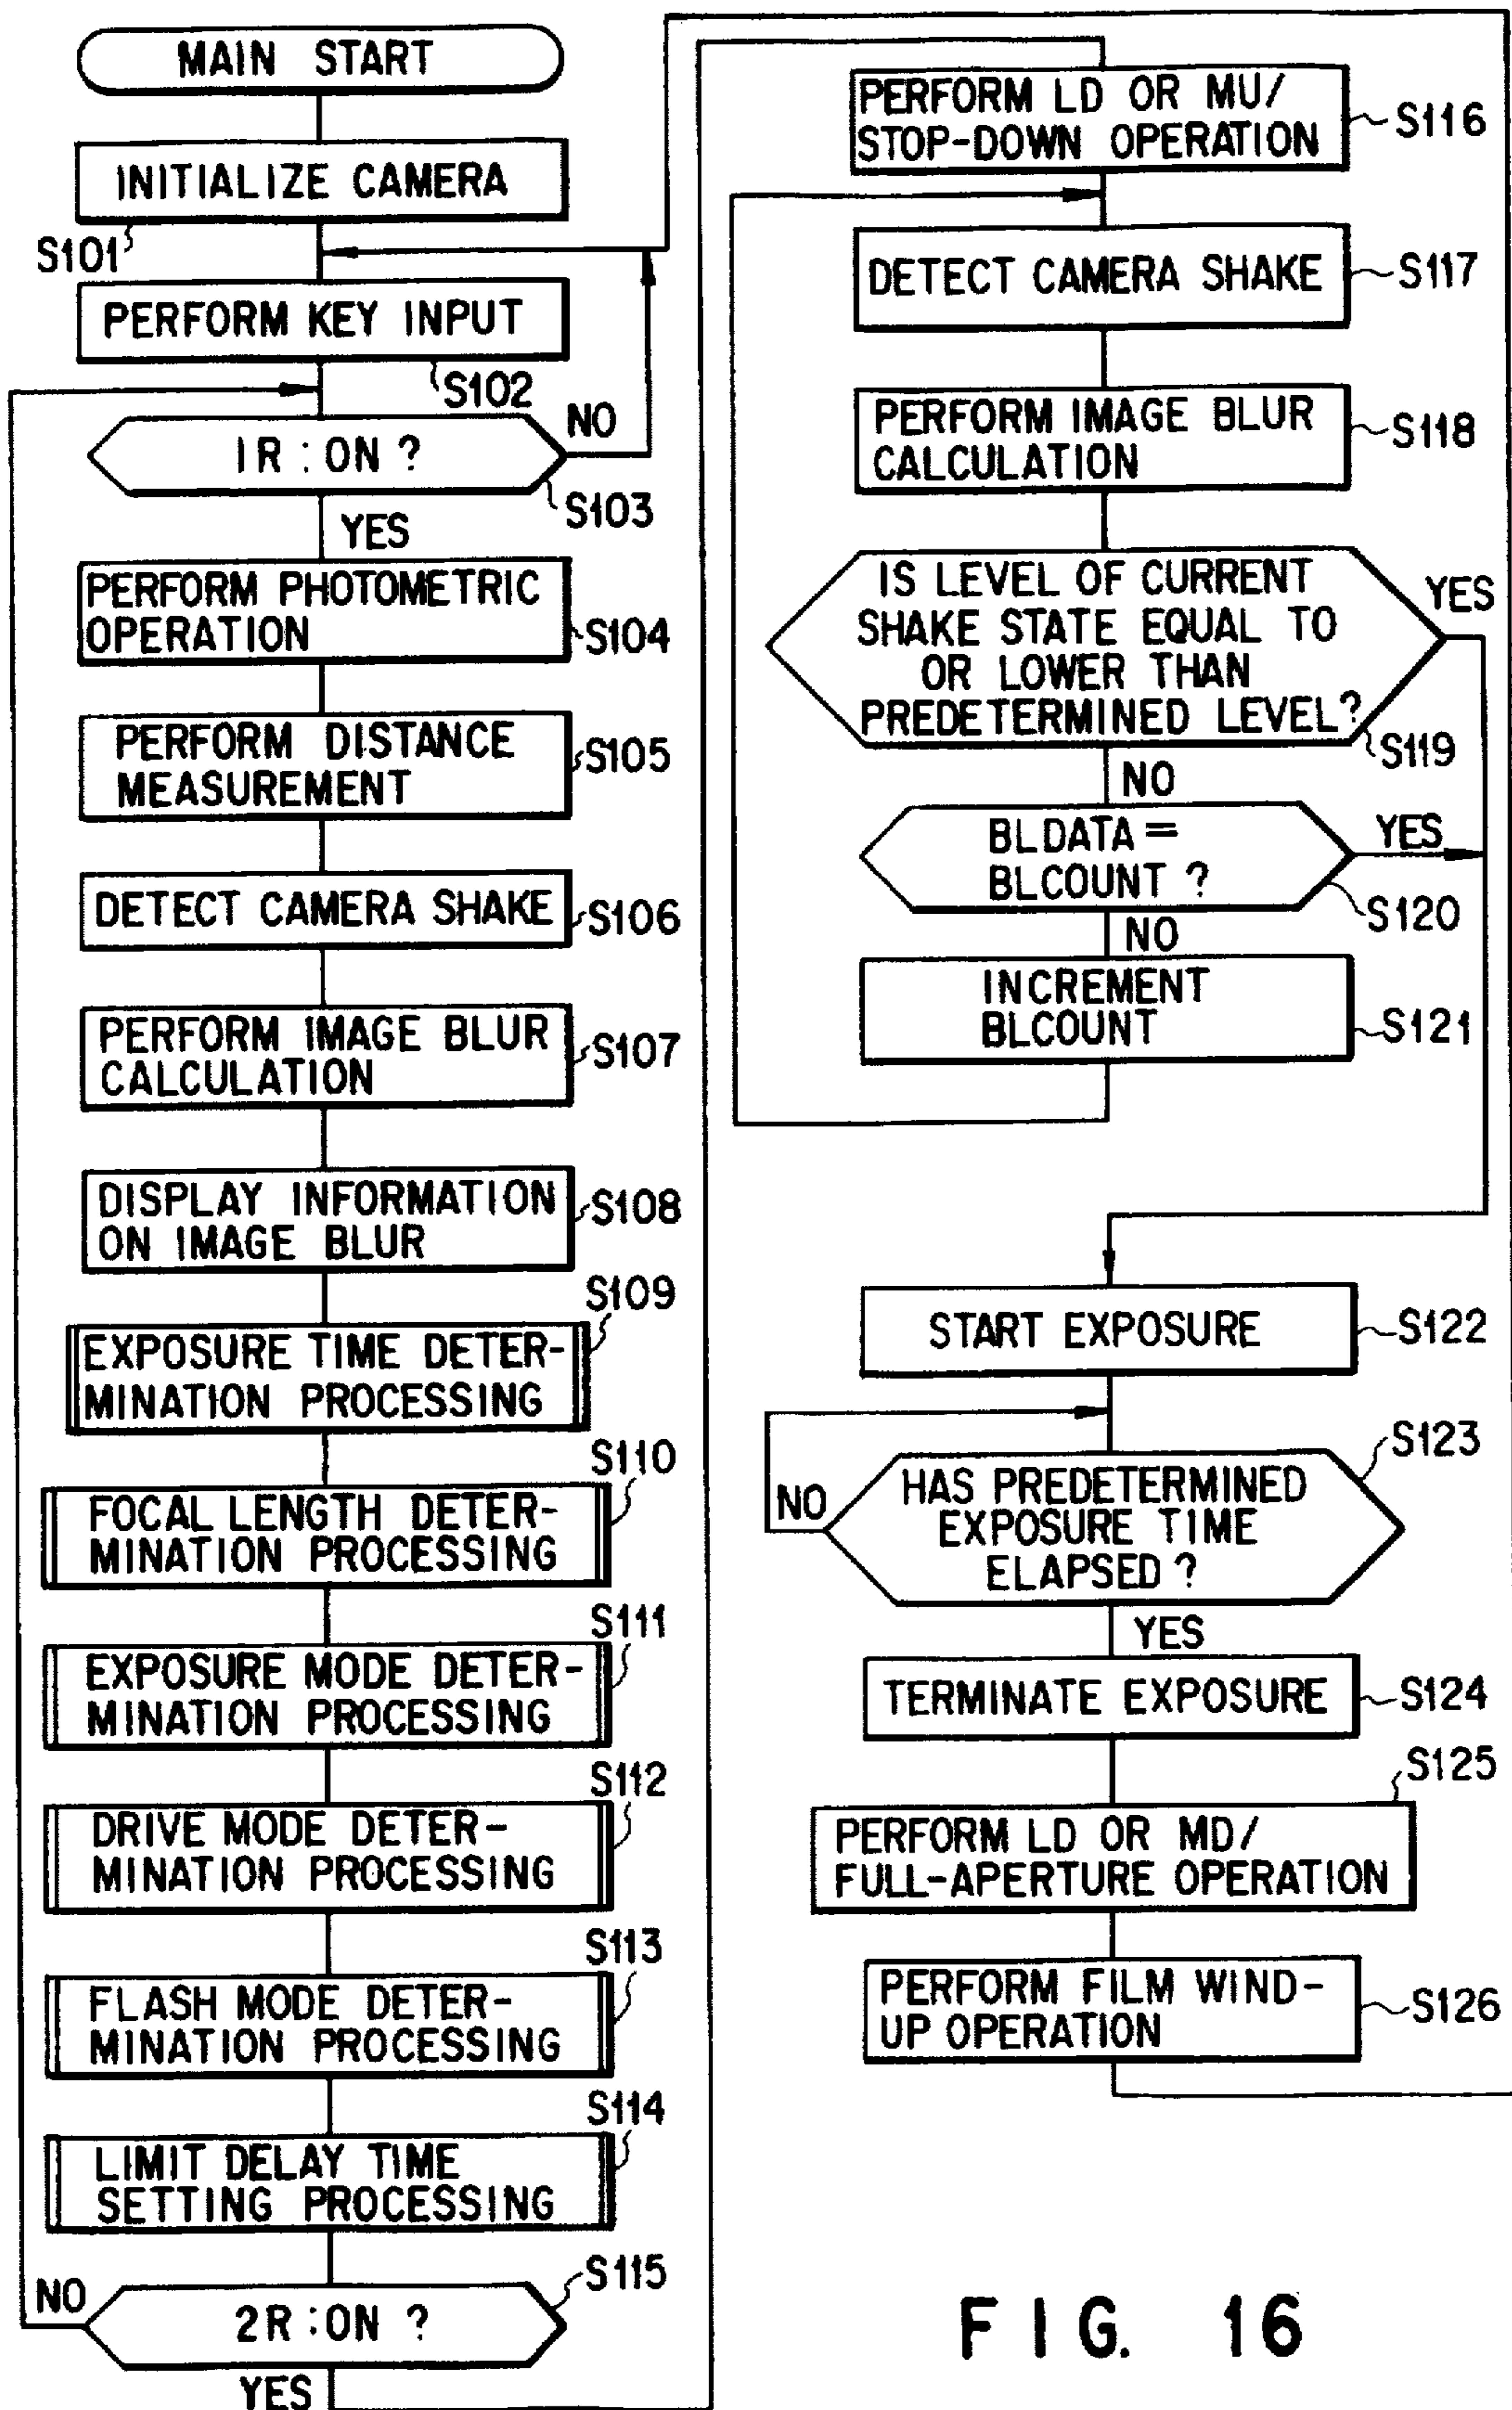 MAIN START
INITIALIZE CAMERA
S101
PERFORM KEY INPUT
S102
1R : ON ?
NO
S103
YES
PERFORM PHOTOMETRIC
OPERATION
S104
PERFORM DISTANCE
MEASUREMENT
S105
DETECT CAMERA SHAKE
S106
PERFORM IMAGE BLUR
CALCULATION
S107
DISPLAY INFORMATION
ON IMAGE BLUR
S108
S109
EXPOSURE TIME DETER-
MINATION PROCESSING
S110
FOCAL LENGTH DETER-
MINATION PROCESSING
S111
EXPOSURE MODE DETER-
MINATION PROCESSING
S112
DRIVE MODE DETER-
MINATION PROCESSING
S113
FLASH MODE DETER-
MINATION PROCESSING
S114
LIMIT DELAY TIME
SETTING PROCESSING
S115
NO
2R : ON ?
YES
PERFORM LD OR MU/
STOP-DOWN OPERATION
S116
DETECT CAMERA SHAKE
S117
PERFORM IMAGE BLUR
CALCULATION
S118
IS LEVEL OF CURRENT
SHAKE STATE EQUAL TO
OR LOWER THAN
PREDETERMINED LEVEL?
YES
S119
NO
BLDATA =
BLCOUNT ?
YES
S120
NO
INCREMENT
BLCOUNT
S121
START EXPOSURE
S122
S123
NO
HAS PREDETERMINED
EXPOSURE TIME
ELAPSED ?
YES
TERMINATE EXPOSURE
S124
S125
PERFORM LD OR MD/
FULL-APERTURE OPERATION
PERFORM FILM WIND-
UP OPERATION
S126
FIG. 16